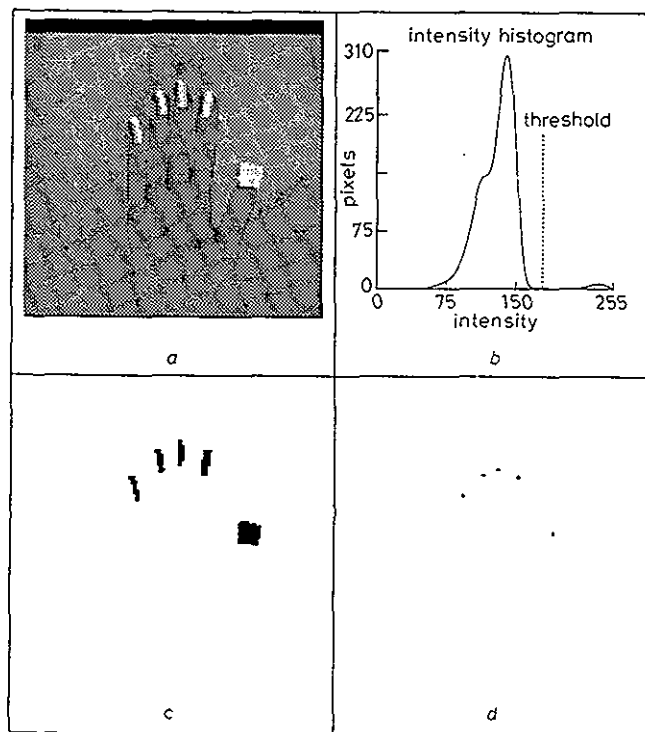 intensity histogram
310
225
threshold
pixels
75
0
0 75 150 255
intensity
a
b
c
d